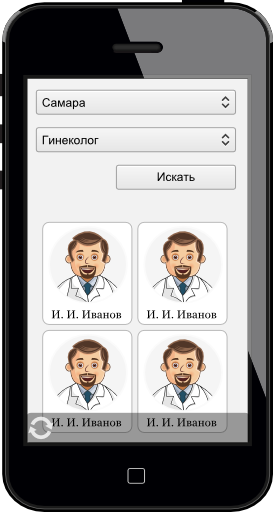 Самара
Гинеколог
Искать
И. И. Иванов И. И. Иванов
И. И. Иванов И. И. Иванов